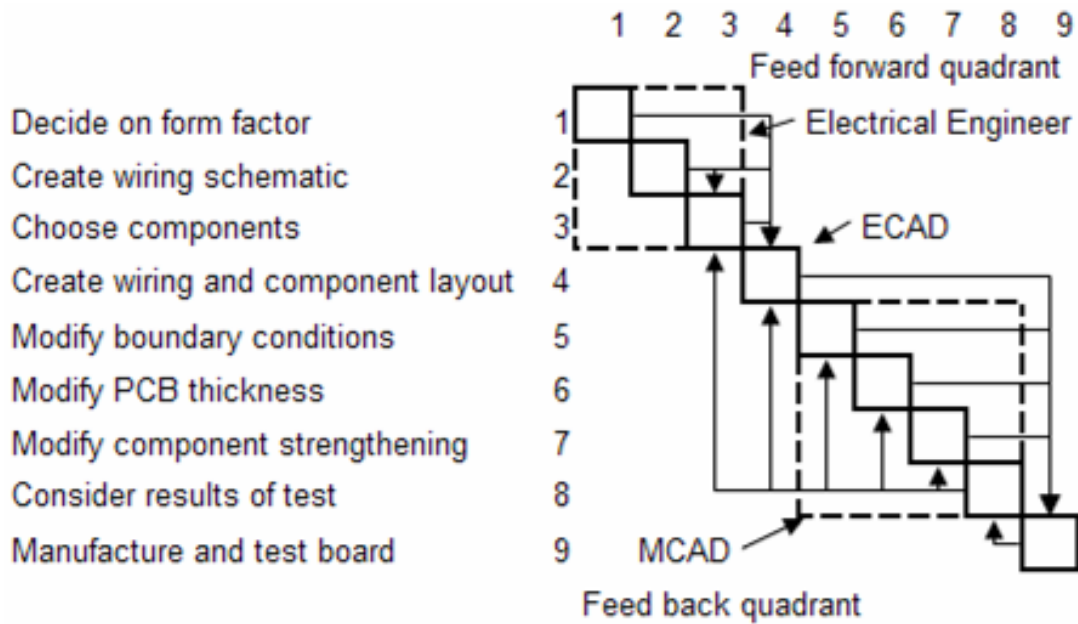 1 2 3 4 5 6 7 8 9
Feed forward quadrant
Decide on form factor 1 Electrical Engineer
Create wiring schematic 2
Choose components 3 ECAD
Create wiring and component layout 4
Modify boundary conditions 5
Modify PCB thickness 6
Modify component strengthening 7
Consider results of test 8
Manufacture and test board 9 MCAD
Feed back quadrant